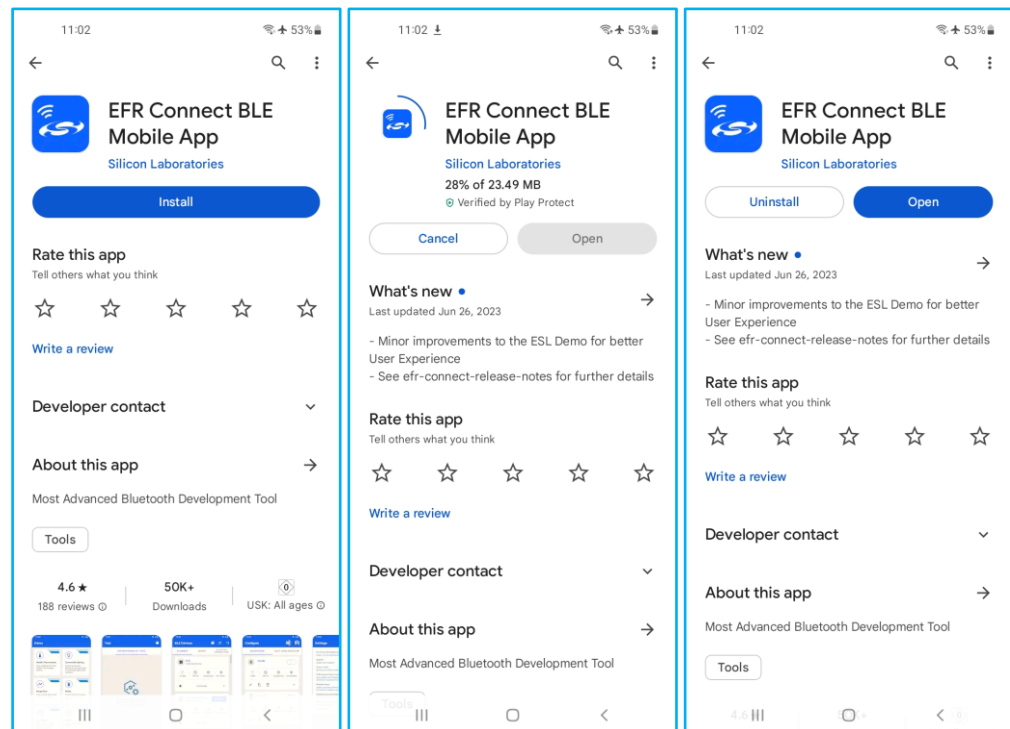 11:02
53%
EFR Connect BLE
Mobile App
Silicon Laboratories
Install
Rate this app
Tell others what you think
Write a review
Developer contact
About this app
Most Advanced Bluetooth Development Tool
Tools
4.6 ★
50K+
0
188 reviews
Downloads
USK: All ages
11:02
53%
EFR Connect BLE
Mobile App
Silicon Laboratories
28% of 23.49 MB
Verified by Play Protect
Cancel
Open
What's new •
Last updated Jun 26, 2023
- Minor improvements to the ESL Demo for better
User Experience
- See efr-connect-release-notes for further details
Rate this app
Tell others what you think
Write a review
Developer contact
About this app
Most Advanced Bluetooth Development Tool
Tools
11:02
53%
EFR Connect BLE
Mobile App
Silicon Laboratories
Uninstall
Open
What's new •
Last updated Jun 26, 2023
- Minor improvements to the ESL Demo for better
User Experience
- See efr-connect-release-notes for further details
Rate this app
Tell others what you think
Write a review
Developer contact
About this app
Most Advanced Bluetooth Development Tool
Tools